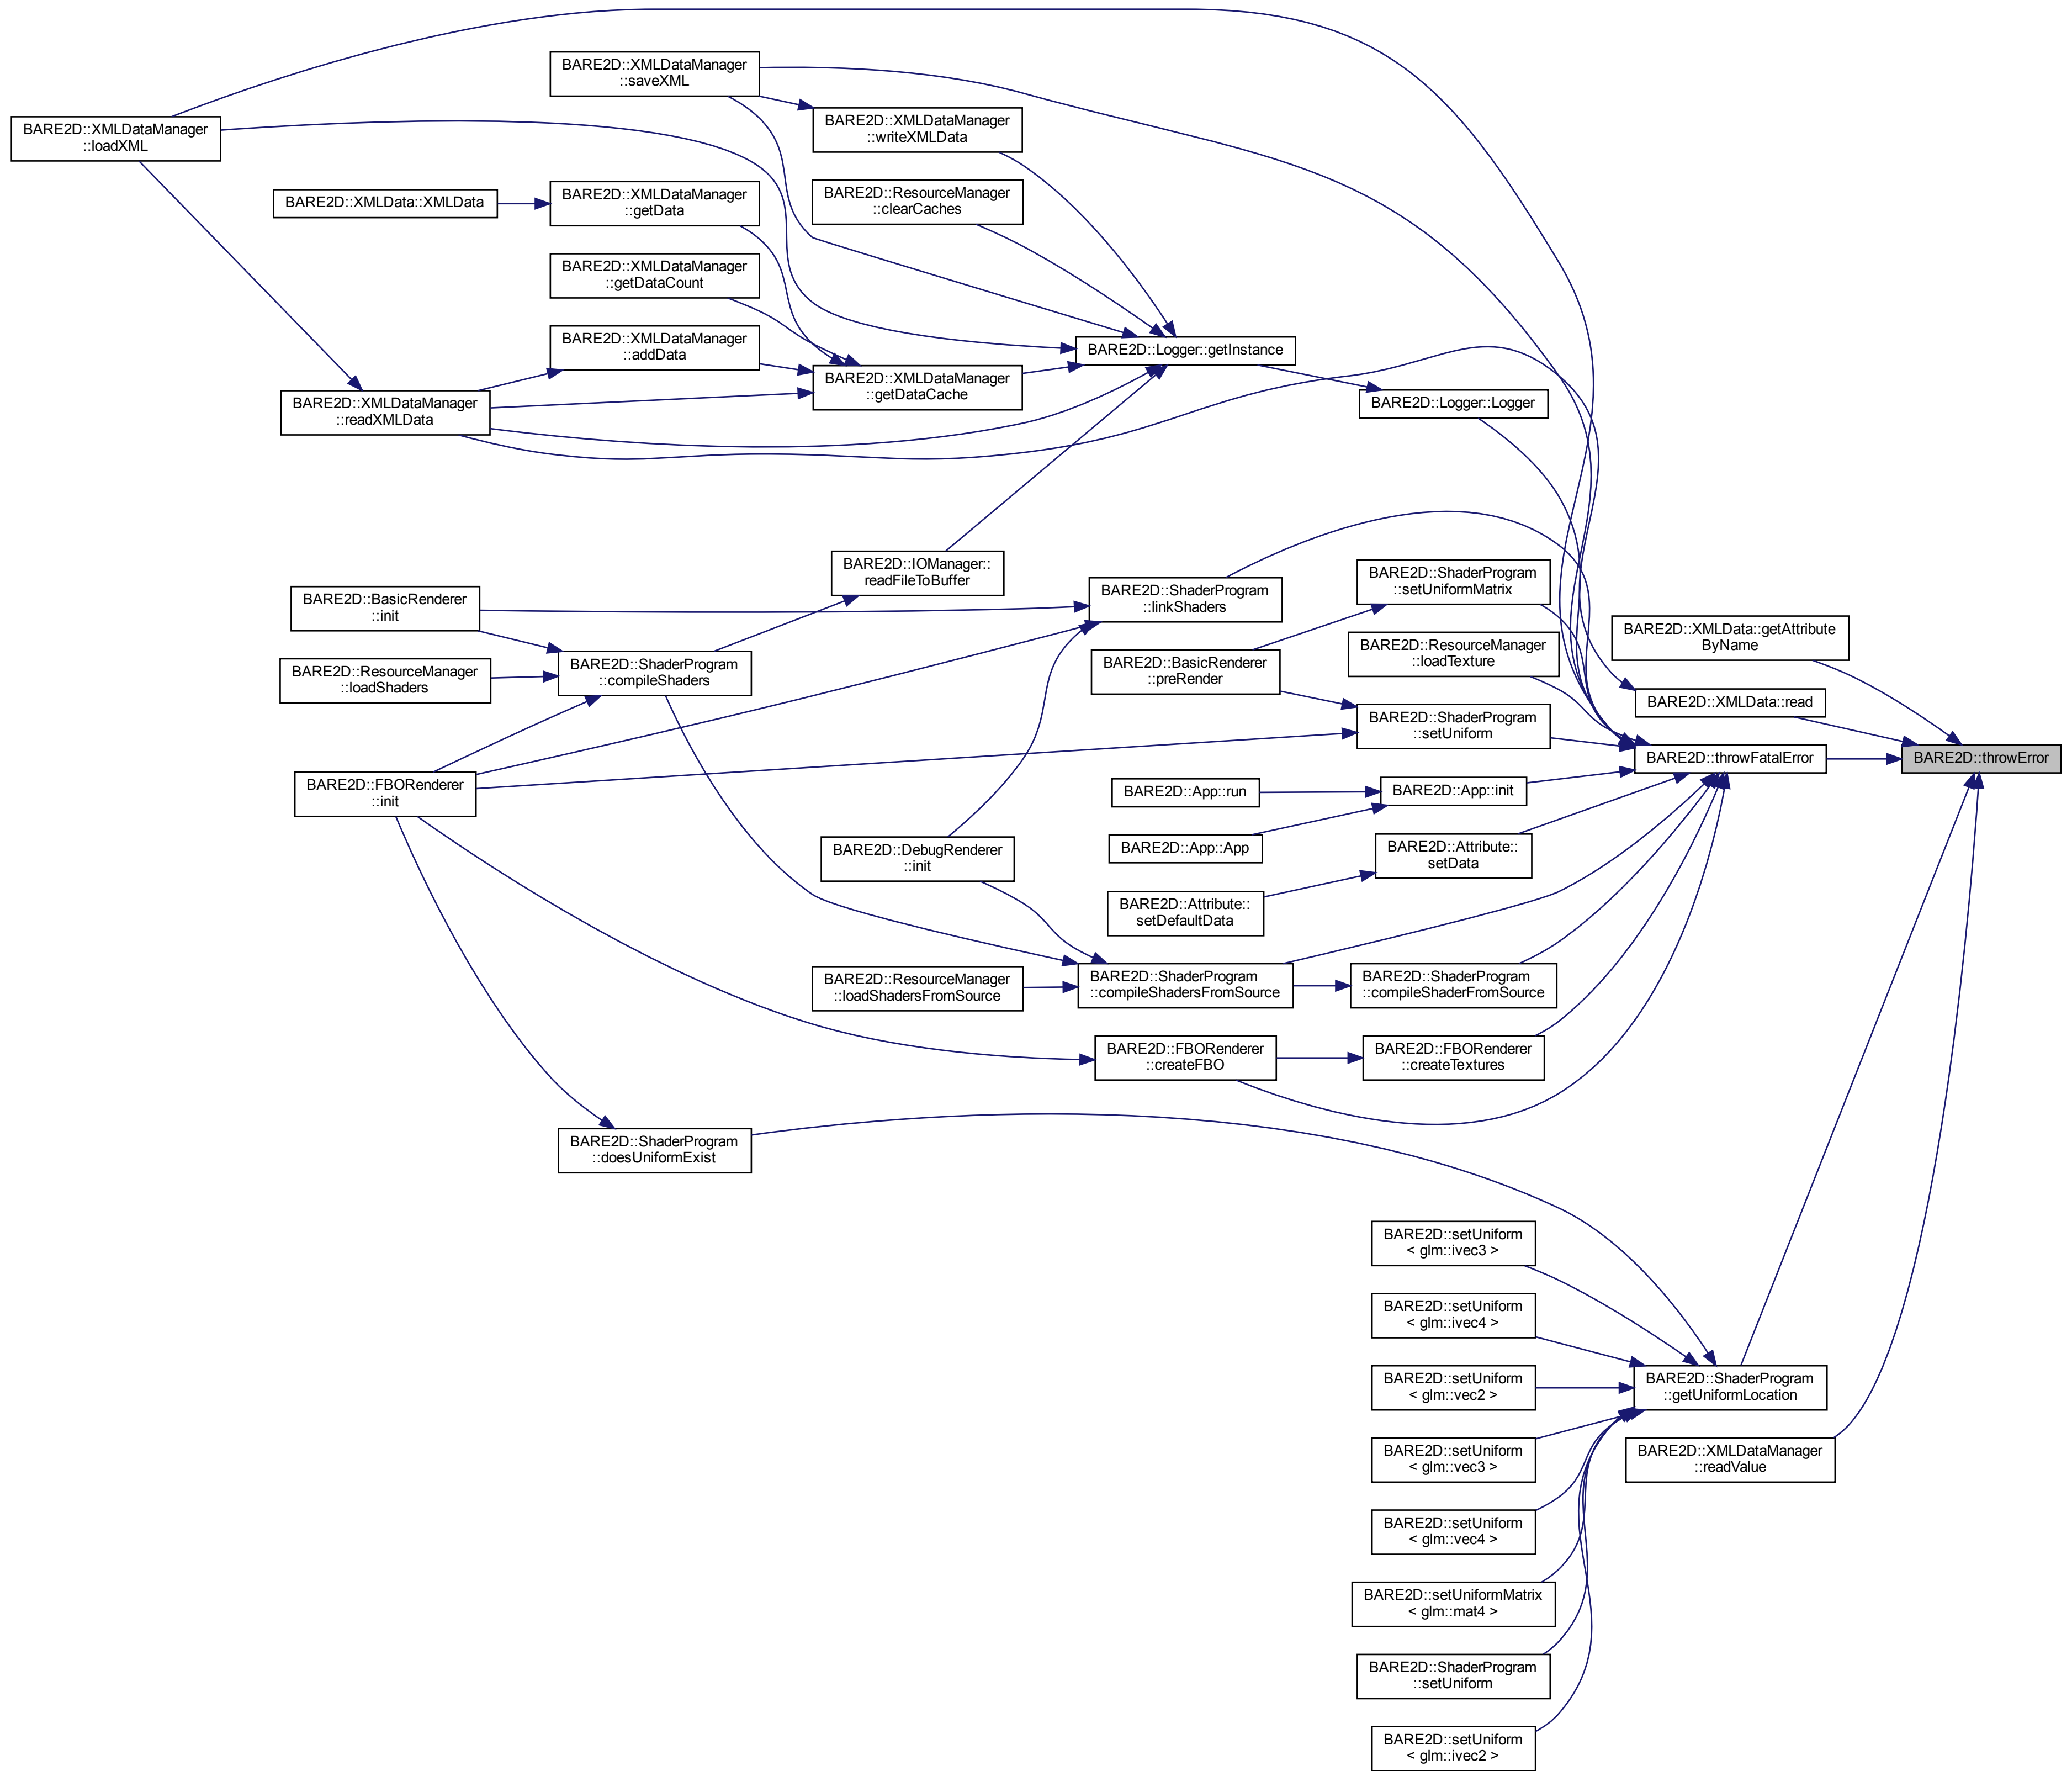 BARE2D::XMLDataManager
::saveXML
BARE2D::XMLDataManager
::loadXML
BARE2D::XMLDataManager
::writeXMLData
BARE2D::XMLData::XMLData
BARE2D::XMLDataManager
::getData
BARE2D::ResourceManager
::clearCaches
BARE2D::XMLDataManager
::getDataCount
BARE2D::XMLDataManager
::addData
BARE2D::Logger::getInstance
BARE2D::XMLDataManager
::getDataCache
BARE2D::XMLDataManager
::readXMLData
BARE2D::Logger::Logger
BARE2D::IOManager::
readFileToBuffer
BARE2D::BasicRenderer
::init
BARE2D::ShaderProgram
::linkShaders
BARE2D::ShaderProgram
::setUniformMatrix
BARE2D::XMLData::getAttribute
ByName
BARE2D::ResourceManager
::loadShaders
BARE2D::ShaderProgram
::compileShaders
BARE2D::BasicRenderer
::preRender
BARE2D::ResourceManager
::loadTexture
BARE2D::XMLData::read
BARE2D::ShaderProgram
::setUniform
BARE2D::throwFatalError
BARE2D::throwError
BARE2D::FBORenderer
::init
BARE2D::App::run
BARE2D::App::init
BARE2D::DebugRenderer
::init
BARE2D::App::App
BARE2D::Attribute::
setData
BARE2D::Attribute::
setDefaultData
BARE2D::ResourceManager
::loadShadersFromSource
BARE2D::ShaderProgram
::compileShadersFromSource
BARE2D::ShaderProgram
::compileShaderFromSource
BARE2D::FBORenderer
::createFBO
BARE2D::FBORenderer
::createTextures
BARE2D::ShaderProgram
::doesUniformExist
BARE2D::setUniform
< glm::ivec3 >
BARE2D::setUniform
< glm::ivec4 >
BARE2D::setUniform
< glm::vec2 >
BARE2D::ShaderProgram
::getUniformLocation
BARE2D::setUniform
< glm::vec3 >
BARE2D::XMLDataManager
::readValue
BARE2D::setUniform
< glm::vec4 >
BARE2D::setUniformMatrix
< glm::mat4 >
BARE2D::ShaderProgram
::setUniform
BARE2D::setUniform
< glm::ivec2 >